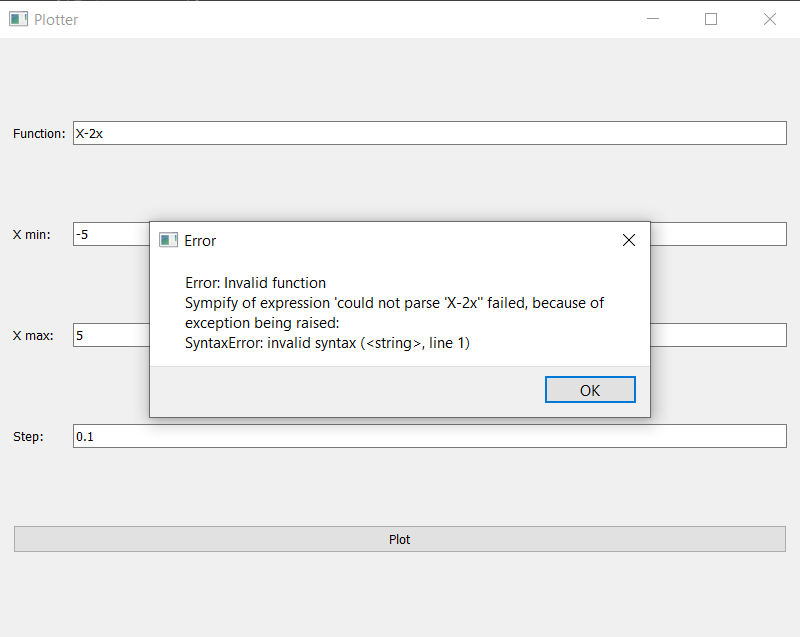 Plotter
Function: X-2x
X min: -5
Error
Error: Invalid function
Sympify of expression 'could not parse 'X-2x'' failed, because of
exception being raised:
SyntaxError: invalid syntax (<string>, line 1)
X max: 5
OK
Step: 0.1
Plot